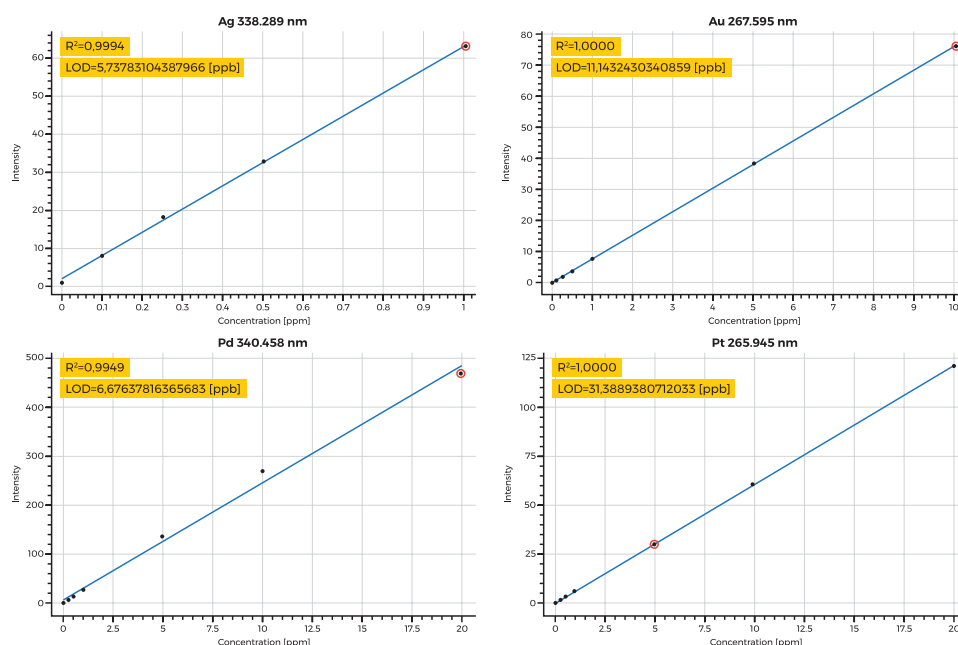 Ag 338.289 nm
R²=0,9994
LOD=5,73783104387966 [ppb]
60
50
40
30
20
10
0
Intensity
0 0.1 0.2 0.3 0.4 0.5 0.6 0.7 0.8 0.9 1
Concentration [ppm]
Au 267.595 nm
R²=1,0000
LOD=11,1432430340859 [ppb]
80
70
60
50
40
30
20
10
0
Intensity
0 1 2 3 4 5 6 7 8 9 10
Concentration [ppm]
Pd 340.458 nm
R²=0,9949
LOD=6,67637816365683 [ppb]
500
400
300
200
100
0
Intensity
0 2.5 5 7.5 10 12.5 15 17.5 20
Concentration [ppm]
Pt 265.945 nm
R²=1,0000
LOD=31,3889380712033 [ppb]
125
100
75
50
25
0
Intensity
0 2.5 5 7.5 10 12.5 15 17.5 20
Concentration [ppm]